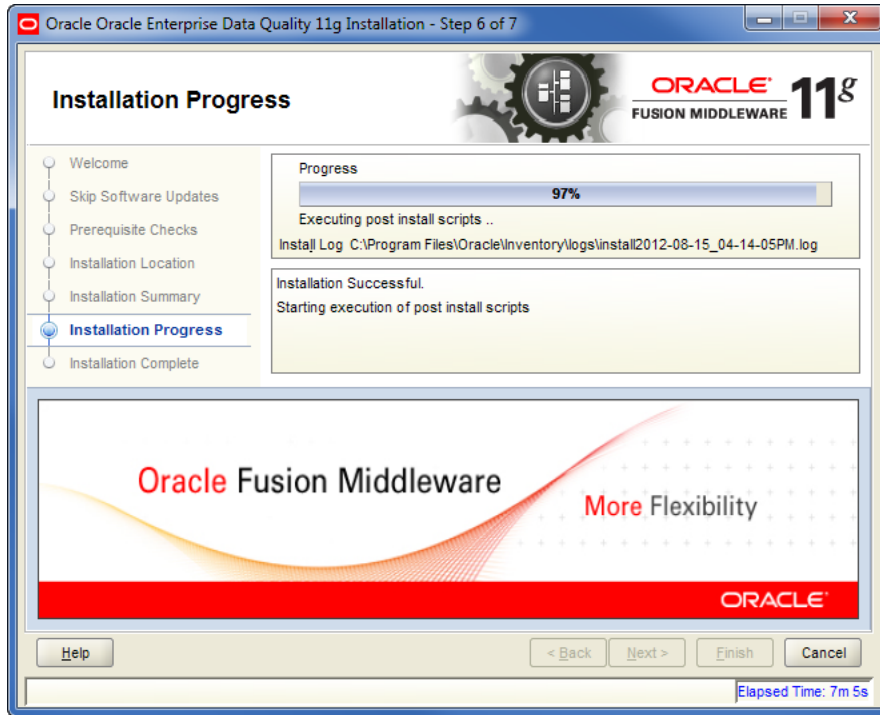 Oracle Oracle Enterprise Data Quality 11g Installation - Step 6 of 7
Installation Progress
ORACLE
FUSION MIDDLEWARE 11g
Welcome
Skip Software Updates
Prerequisite Checks
Installation Location
Installation Summary
Installation Progress
Installation Complete
Progress
97%
Executing post install scripts ..
Install Log C:\Program Files\Oracle\Inventory\logs\install2012-08-15_04-14-05PM.log
Installation Successful.
Starting execution of post install scripts
Oracle Fusion Middleware
More Flexibility
ORACLE
Help
< Back
Next >
Finish
Cancel
Elapsed Time: 7m 5s